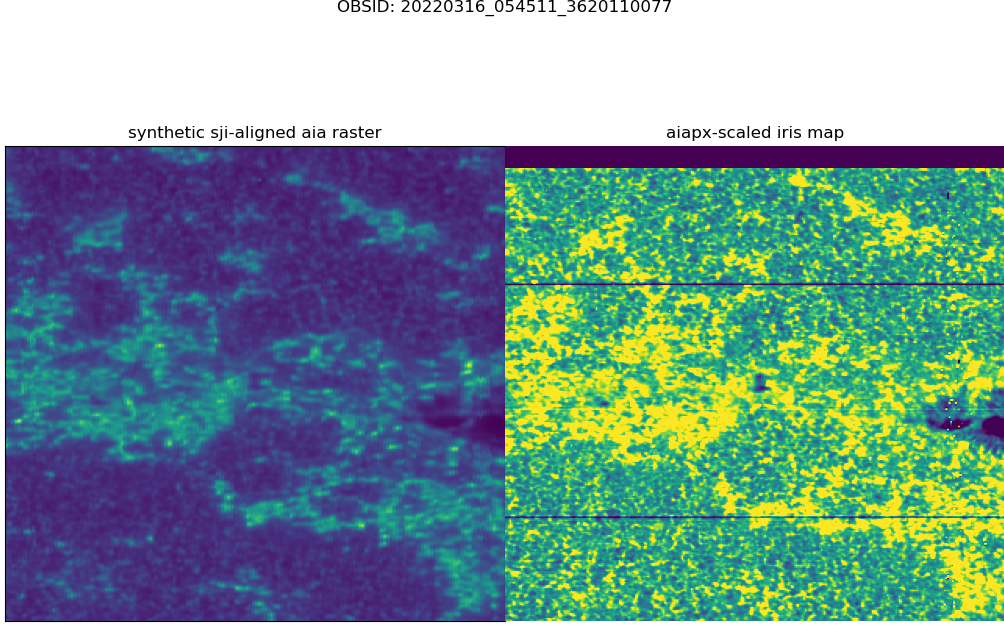 OBSID: 20220316_054511_3620110077
synthetic sji-aligned aia raster
aiapx-scaled iris map